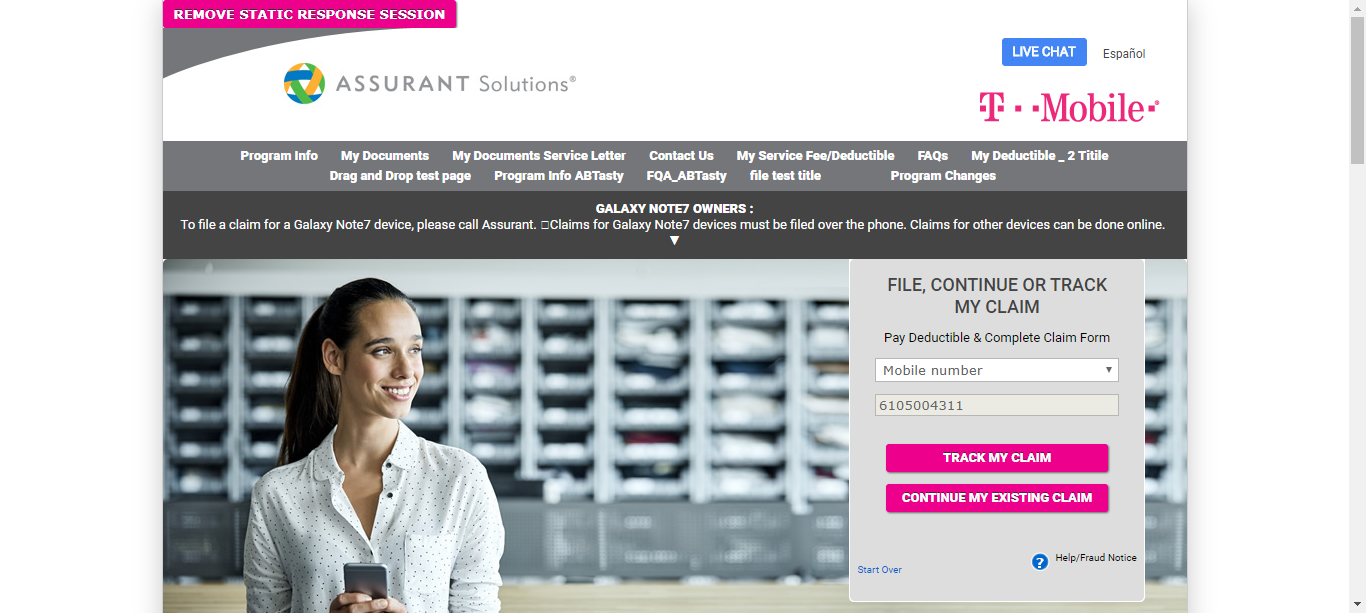 REMOVE STATIC RESPONSE SESSION
LIVE CHAT Español
ASSURANT Solutions®
T··Mobile·®
Program Info My Documents My Documents Service Letter Contact Us My Service Fee/Deductible FAQs My Deductible _ 2 Titile
Drag and Drop test page Program Info ABTasty FQA_ABTasty file test title Program Changes
GALAXY NOTE7 OWNERS :
To file a claim for a Galaxy Note7 device, please call Assurant. Claims for Galaxy Note7 devices must be filed over the phone. Claims for other devices can be done online.
▼
FILE, CONTINUE OR TRACK
MY CLAIM
Pay Deductible & Complete Claim Form
Mobile number
6105004311
TRACK MY CLAIM
CONTINUE MY EXISTING CLAIM
? Help/Fraud Notice
Start Over